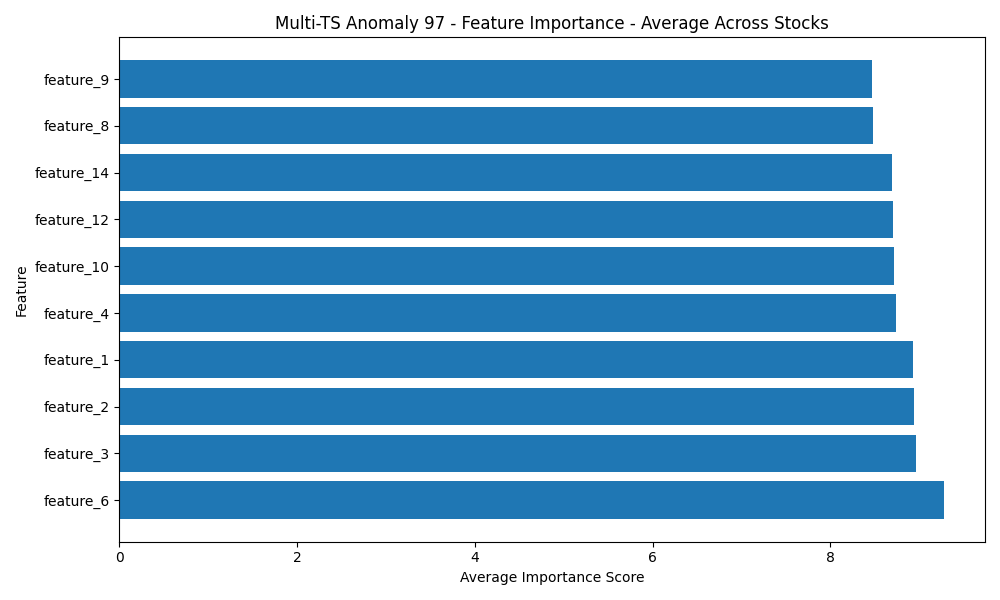 Multi-TS Anomaly 97 - Feature Importance - Average Across Stocks
Feature
feature_9
feature_8
feature_14
feature_12
feature_10
feature_4
feature_1
feature_2
feature_3
feature_6
0 2 4 6 8
Average Importance Score